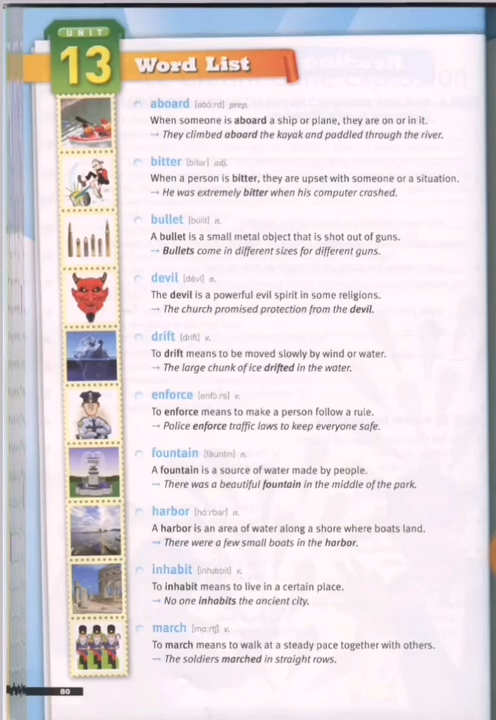 UNIT
13 Word List
aboard [əbɔ́ːrd] prep.
When someone is aboard a ship or plane, they are on or in it.
→ They climbed aboard the kayak and paddled through the river.
bitter [bítər] adj.
When a person is bitter, they are upset with someone or a situation.
→ He was extremely bitter when his computer crashed.
bullet [búlit] n.
A bullet is a small metal object that is shot out of guns.
→ Bullets come in different sizes for different guns.
devil [dévl] n.
The devil is a powerful evil spirit in some religions.
→ The church promised protection from the devil.
drift [drift] v.
To drift means to be moved slowly by wind or water.
→ The large chunk of ice drifted in the water.
enforce [enfɔ́ːrs] v.
To enforce means to make a person follow a rule.
→ Police enforce traffic laws to keep everyone safe.
fountain [fáuntin] n.
A fountain is a source of water made by people.
→ There was a beautiful fountain in the middle of the park.
harbor [háːrbər] n.
A harbor is an area of water along a shore where boats land.
→ There were a few small boats in the harbor.
inhabit [inhǽbit] v.
To inhabit means to live in a certain place.
→ No one inhabits the ancient city.
march [maːrtʃ] v.
To march means to walk at a steady pace together with others.
→ The soldiers marched in straight rows.
80